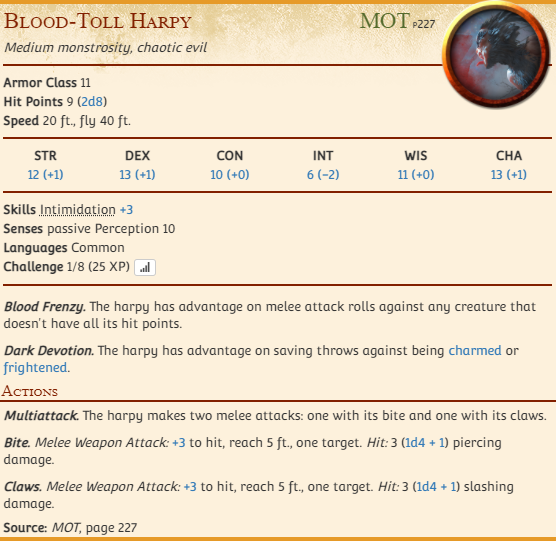 Blood-Toll Harpy MOT p227
Medium monstrosity, chaotic evil
Armor Class 11
Hit Points 9 (2d8)
Speed 20 ft., fly 40 ft.
STR DEX CON INT WIS CHA
12 (+1) 13 (+1) 10 (+0) 6 (−2) 11 (+0) 13 (+1)
Skills Intimidation +3
Senses passive Perception 10
Languages Common
Challenge 1/8 (25 XP)
Blood Frenzy. The harpy has advantage on melee attack rolls against any creature that
doesn't have all its hit points.
Dark Devotion. The harpy has advantage on saving throws against being charmed or
frightened.
Actions
Multiattack. The harpy makes two melee attacks: one with its bite and one with its claws.
Bite. Melee Weapon Attack: +3 to hit, reach 5 ft., one target. Hit: 3 (1d4 + 1) piercing
damage.
Claws. Melee Weapon Attack: +3 to hit, reach 5 ft., one target. Hit: 3 (1d4 + 1) slashing
damage.
Source: MOT, page 227